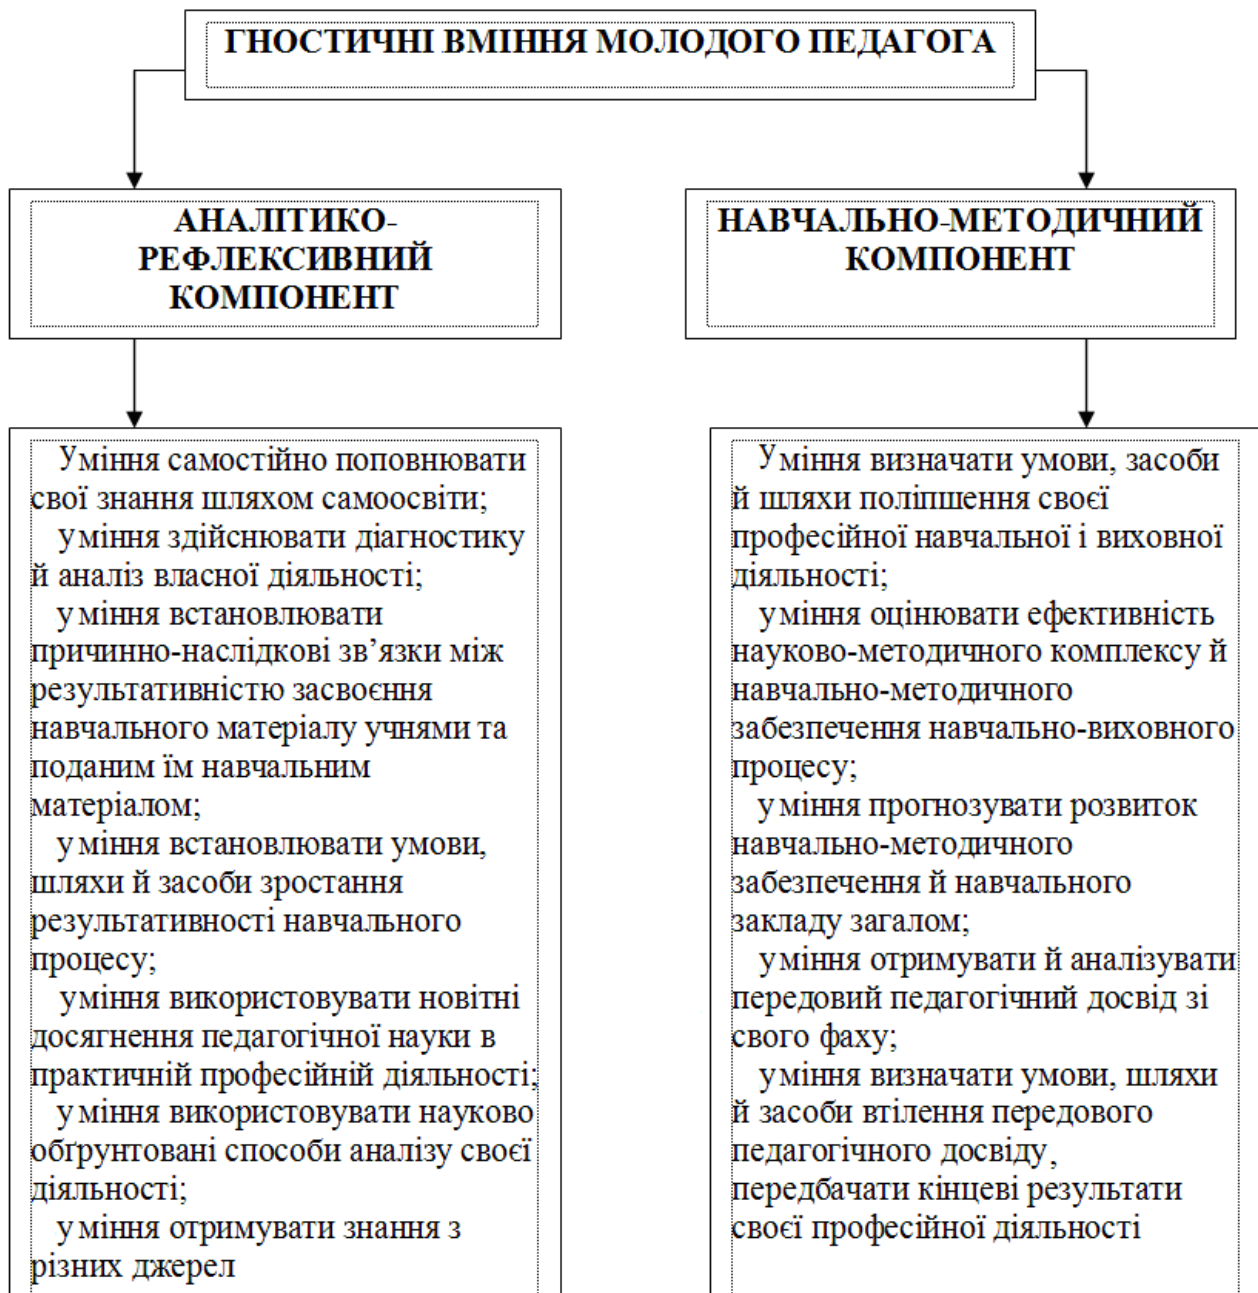 ГНОСТИЧНІ ВМІННЯ МОЛОДОГО ПЕДАГОГА
АНАЛІТИКО-
РЕФЛЕКСИВНИЙ
КОМПОНЕНТ
НАВЧАЛЬНО-МЕТОДИЧНИЙ
КОМПОНЕНТ
Уміння самостійно поповнювати
свої знання шляхом самоосвіти;
уміння здійснювати діагностику
й аналіз власної діяльності;
уміння встановлювати
причинно-наслідкові зв’язки між
результативністю засвоєння
навчального матеріалу учнями та
поданим їм навчальним
матеріалом;
уміння встановлювати умови,
шляхи й засоби зростання
результативності навчального
процесу;
уміння використовувати новітні
досягнення педагогічної науки в
практичній професійній діяльності;
уміння використовувати науково
обґрунтовані способи аналізу своєї
діяльності;
уміння отримувати знання з
різних джерел
Уміння визначати умови, засоби
й шляхи поліпшення своєї
професійної навчальної і виховної
діяльності;
уміння оцінювати ефективність
науково-методичного комплексу й
навчально-методичного
забезпечення навчально-виховного
процесу;
уміння прогнозувати розвиток
навчально-методичного
забезпечення й навчального
закладу загалом;
уміння отримувати й аналізувати
передовий педагогічний досвід зі
свого фаху;
уміння визначати умови, шляхи
й засоби втілення передового
педагогічного досвіду,
передбачати кінцеві результати
своєї професійної діяльності